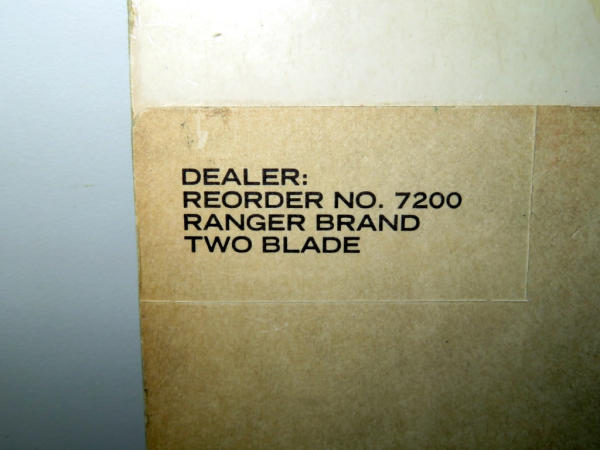 DEALER:
REORDER NO. 7200
RANGER BRAND
TWO BLADE